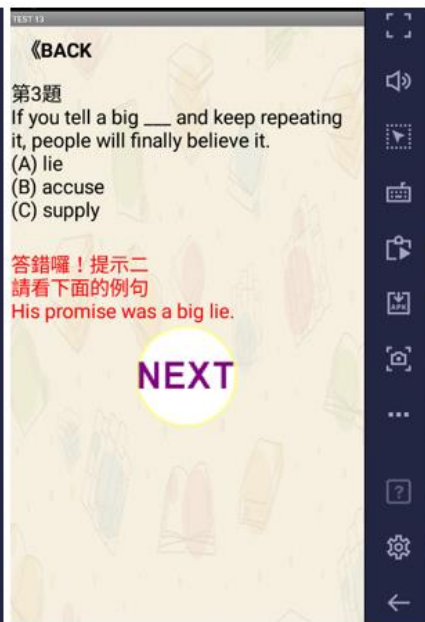 TEST 13
《BACK
第3題
If you tell a big ___ and keep repeating
it, people will finally believe it.
(A) lie
(B) accuse
(C) supply
答錯囉！提示二
請看下面的例句
His promise was a big lie.
NEXT
APK
?